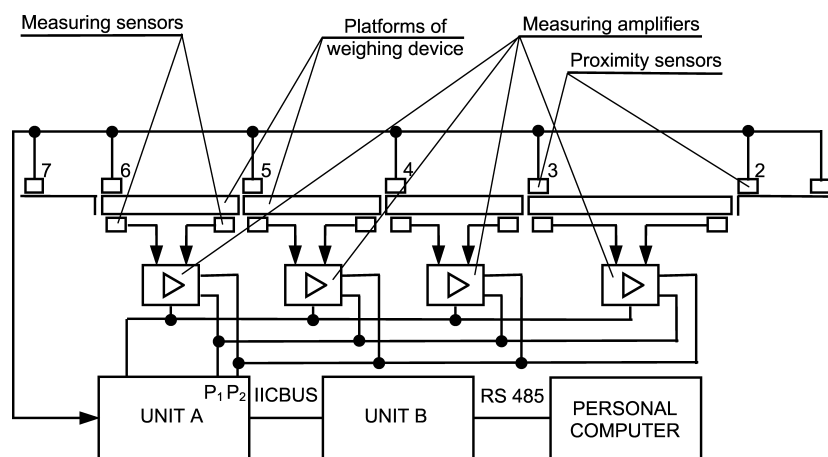 Measuring sensors
Platforms of
weighing device
Measuring amplifiers
Proximity sensors
7 6 5 4 3 2
P1 P2
IICBUS
RS 485
UNIT A
UNIT B
PERSONAL
COMPUTER